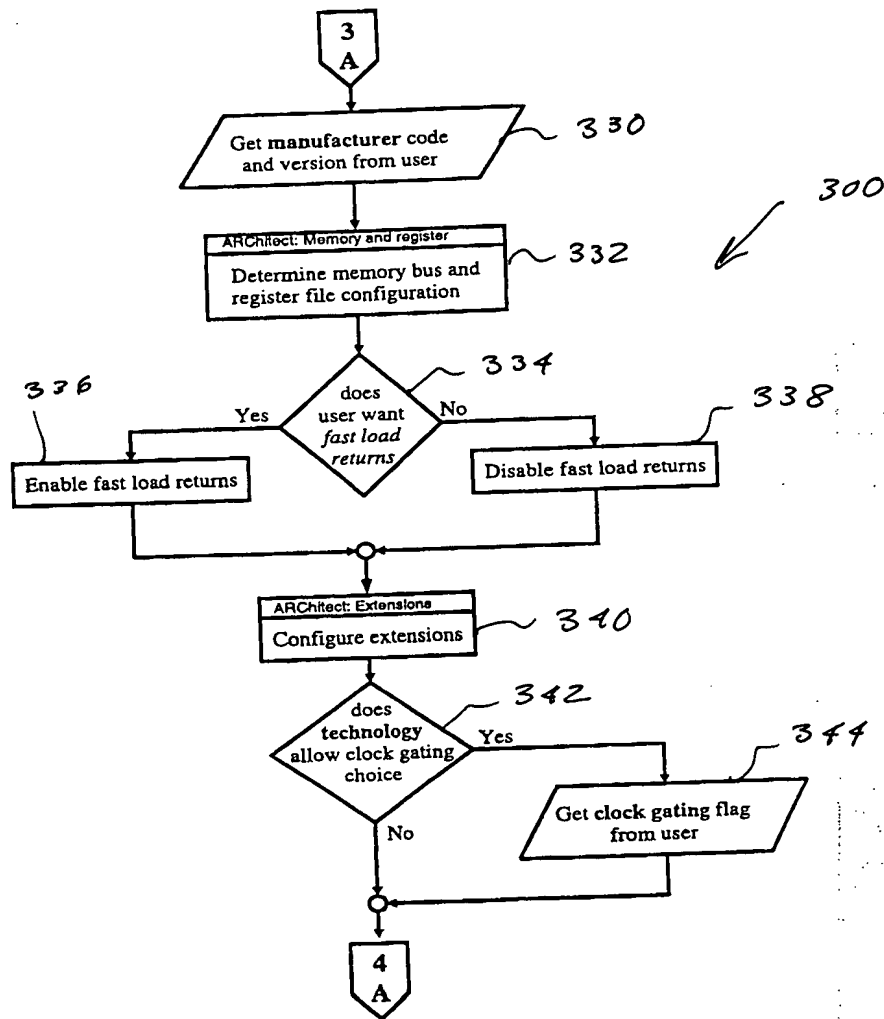 3
A
Get manufacturer code
and version from user
330
300
ARChitect: Memory and register
Determine memory bus and
register file configuration
332
334
336
does
user want
fast load
returns
Yes
No
338
Enable fast load returns
Disable fast load returns
ARChitect: Extensions
Configure extensions
340
342
does
technology
allow clock gating
choice
Yes
344
Get clock gating flag
from user
No
4
A